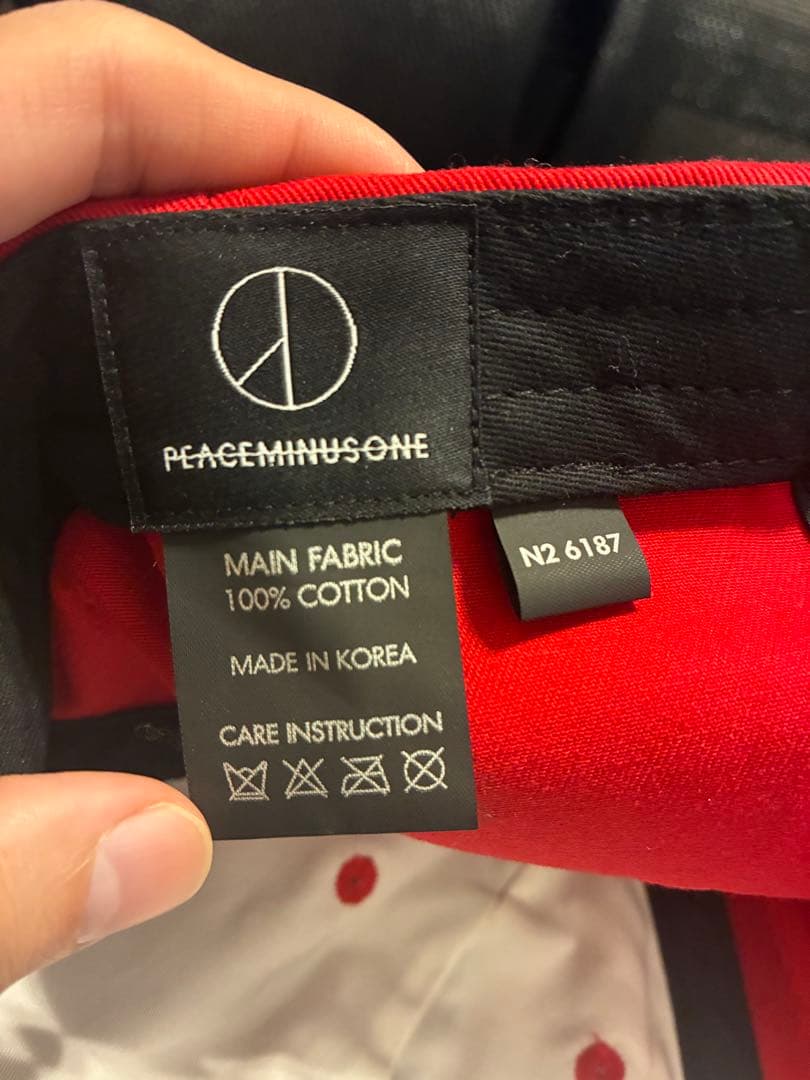 PEACEMINUSONE
MAIN FABRIC
100% COTTON
MADE IN KOREA
CARE INSTRUCTION
N2 6187